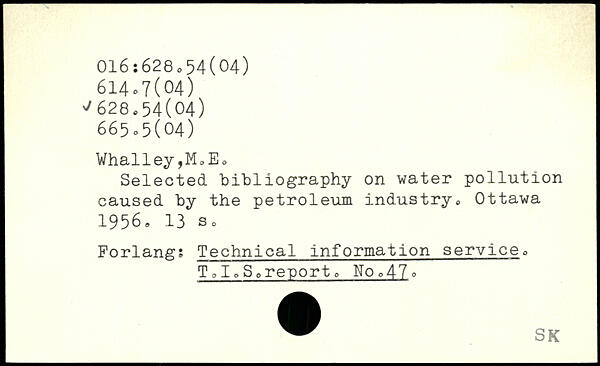 016:628.54(04)
614.7(04)
✓ 628.54(04)
665.5(04)
Whalley,M.E.
Selected bibliography on water pollution
caused by the petroleum industry. Ottawa
1956. 13 s.
Forlang: Technical information service.
T.I.S.report. No.47.
SK